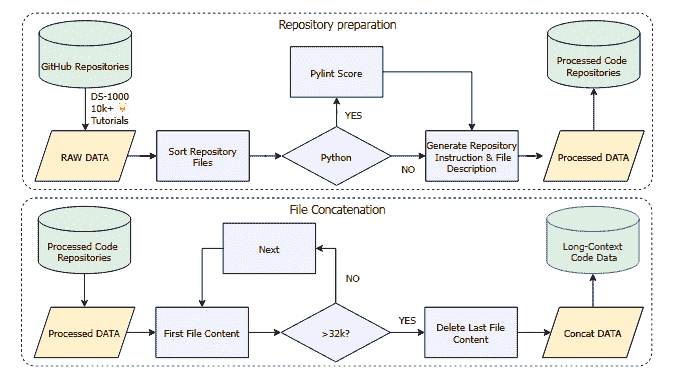 Repository preparation
GitHub Repositories
DS-1000
10k+
Tutorials
RAW DATA
Sort Repository
Files
Python
YES
NO
Pylint Score
Generate Repository
Instruction & File
Description
Processed DATA
Processed Code
Repositories
File Concatenation
Processed Code
Repositories
Processed DATA
First File Content
Next
>32k?
NO
YES
Delete Last File
Content
Concat DATA
Long-Context
Code Data